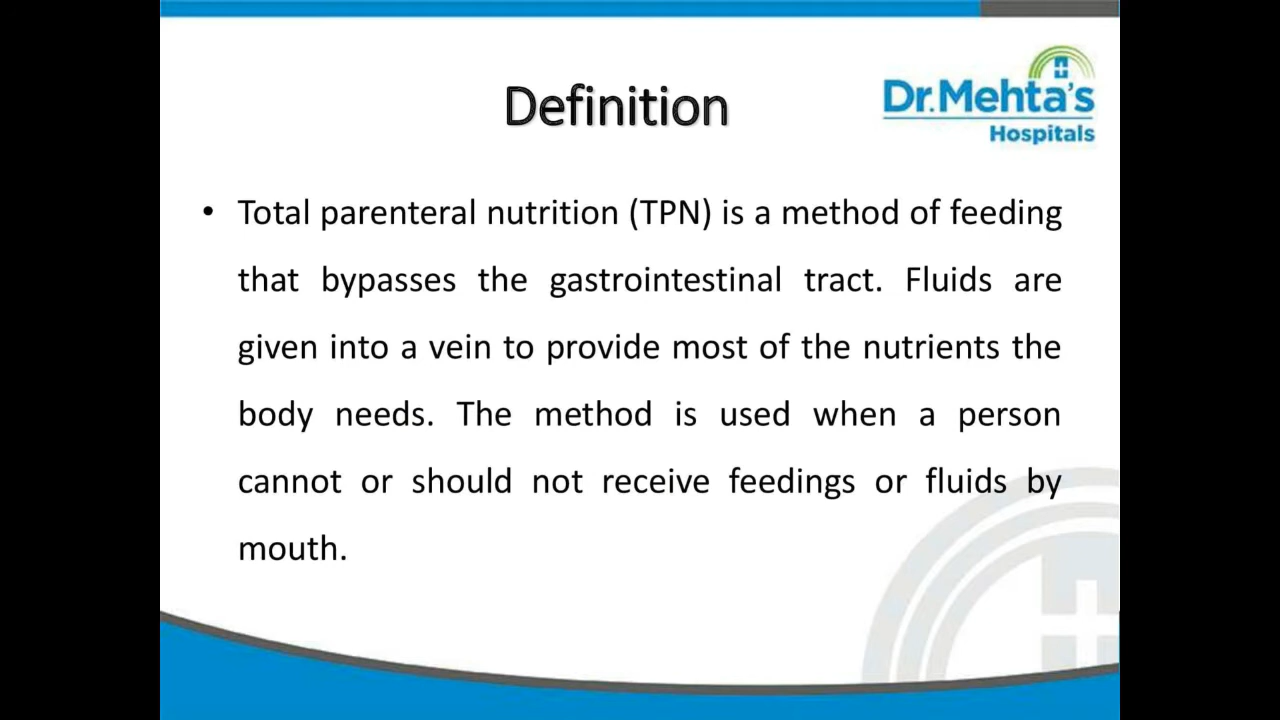 Definition
Dr.Mehta's
Hospitals
• Total parenteral nutrition (TPN) is a method of feeding
that bypasses the gastrointestinal tract. Fluids are
given into a vein to provide most of the nutrients the
body needs. The method is used when a person
cannot or should not receive feedings or fluids by
mouth.